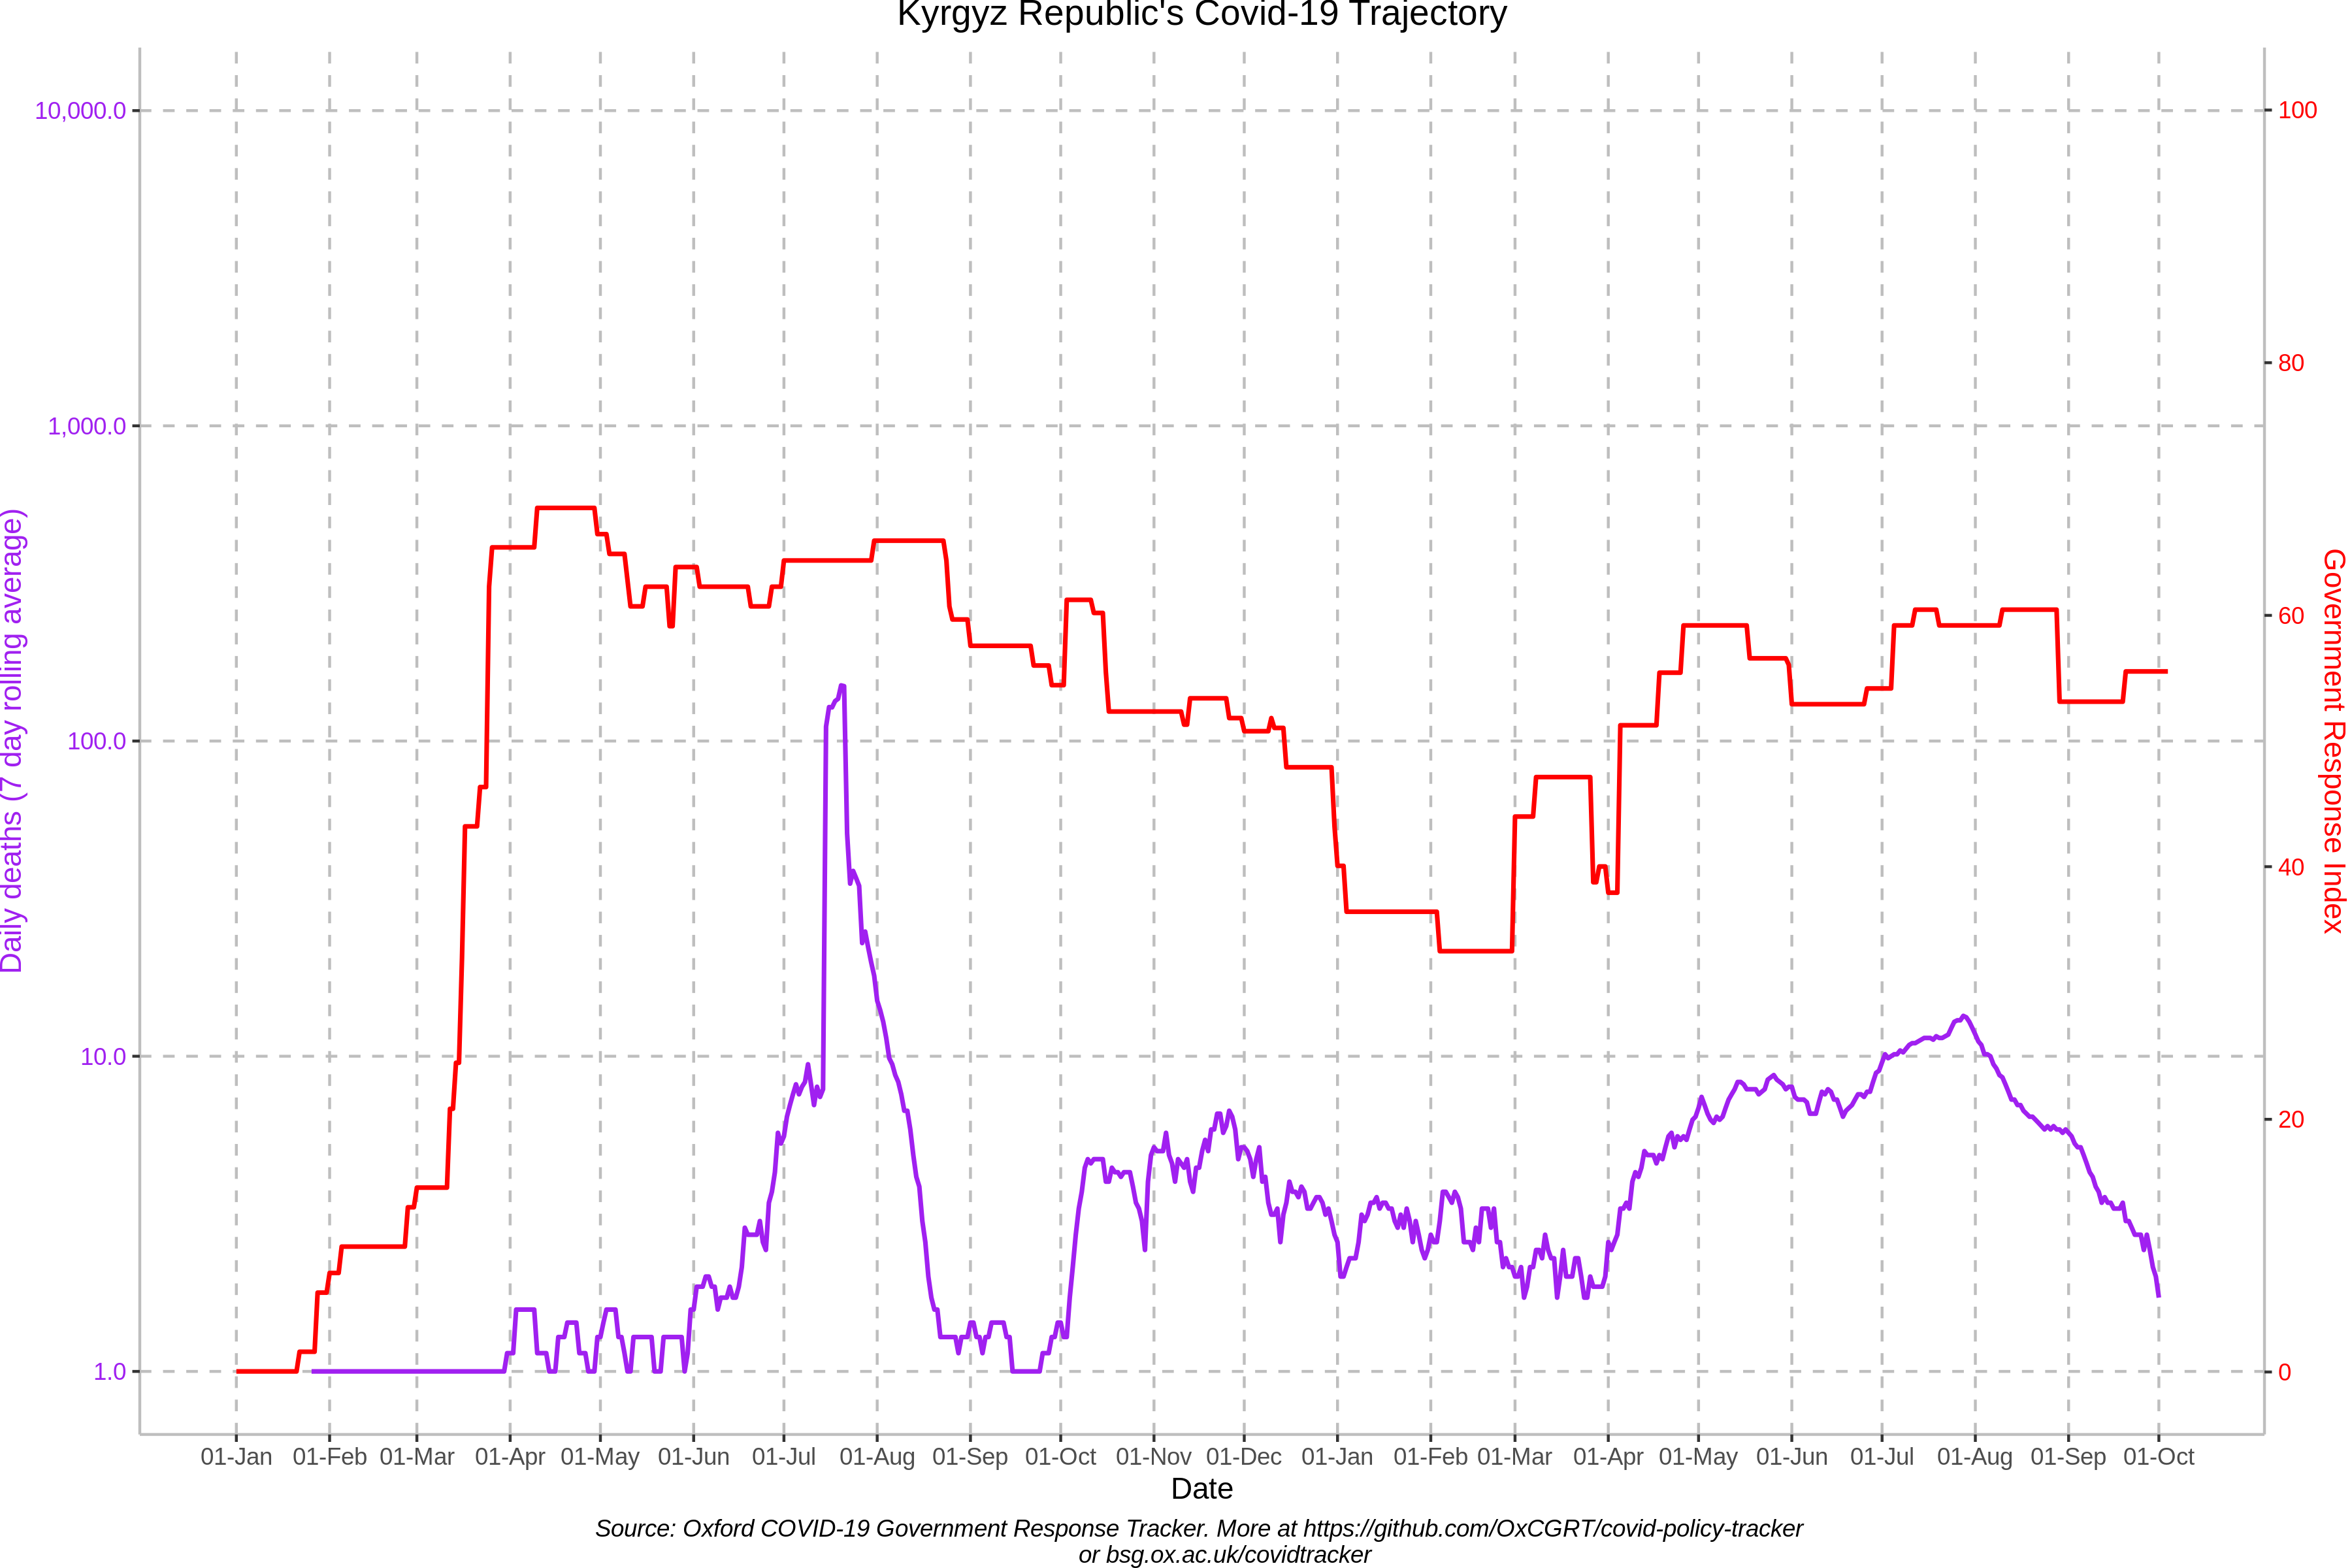 Kyrgyz Republic's Covid-19 Trajectory
10,000.0
1,000.0
100.0
10.0
1.0
Daily deaths (7 day rolling average)
100
80
60
40
20
0
Government Response Index
01-Jan 01-Feb 01-Mar 01-Apr 01-May 01-Jun 01-Jul 01-Aug 01-Sep 01-Oct 01-Nov 01-Dec 01-Jan 01-Feb 01-Mar 01-Apr 01-May 01-Jun 01-Jul 01-Aug 01-Sep 01-Oct
Date
Source: Oxford COVID-19 Government Response Tracker. More at https://github.com/OxCGRT/covid-policy-tracker
or bsg.ox.ac.uk/covidtracker